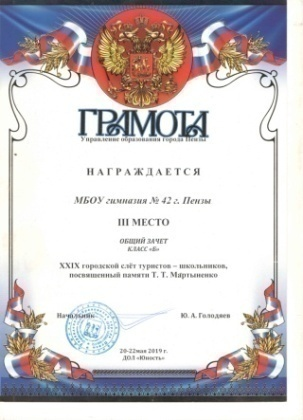 ГРАМОТА
Управление образования города Пензы
НАГРАЖДАЕТСЯ
МБОУ гимназия № 42 г. Пензы
III МЕСТО
ОБЩИЙ ЗАЧЕТ
КЛАСС «Б»
XXIX городской слёт туристов – школьников,
посвященный памяти Т. Т. Мартыненко
Начальник Ю. А. Голодяев
20-22мая 2019 г.
ДОЛ «Юность»